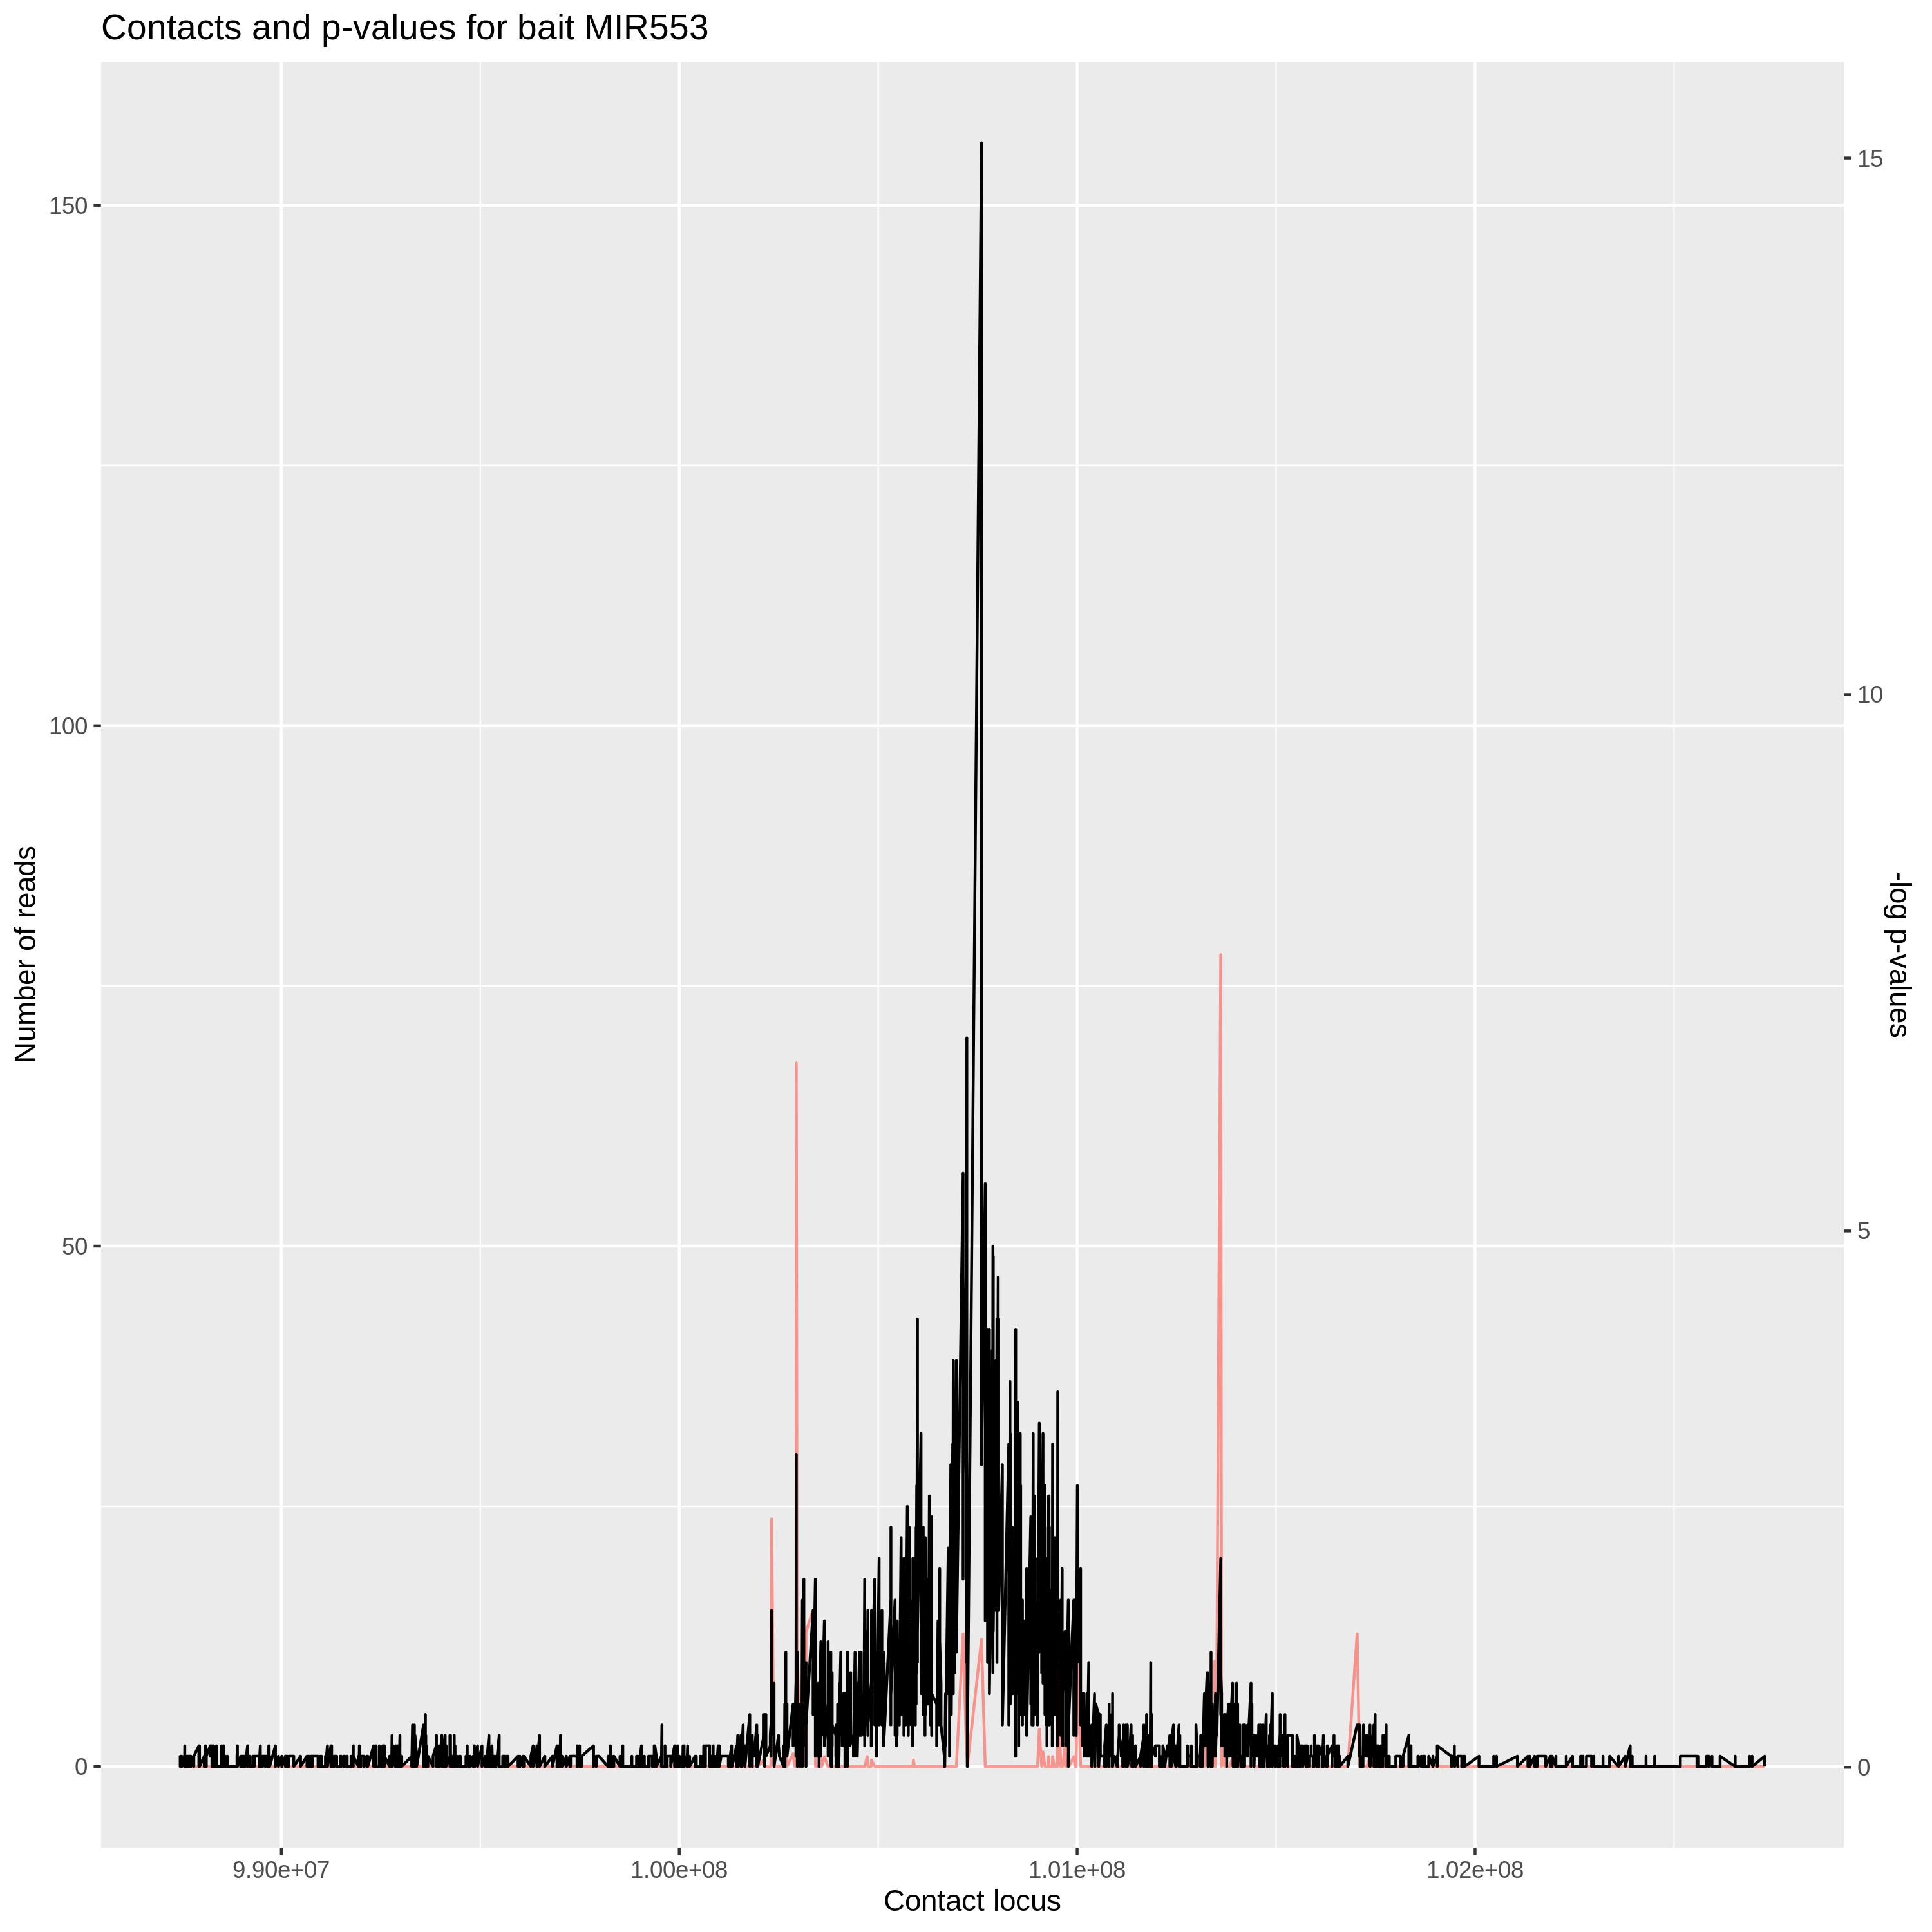 Contacts and p-values for bait MIR553
150
100
50
0
15
10
5
0
Number of reads
-log p-values
9.90e+07
1.00e+08
1.01e+08
1.02e+08
Contact locus